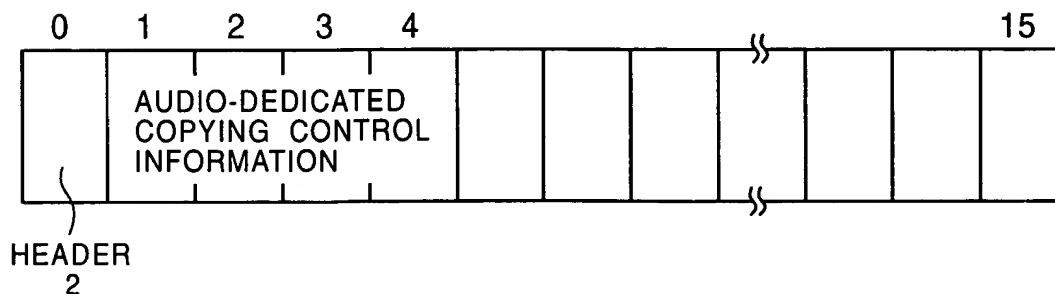 0 1 2 3 4 15
AUDIO-DEDICATED
COPYING CONTROL
INFORMATION
HEADER
2